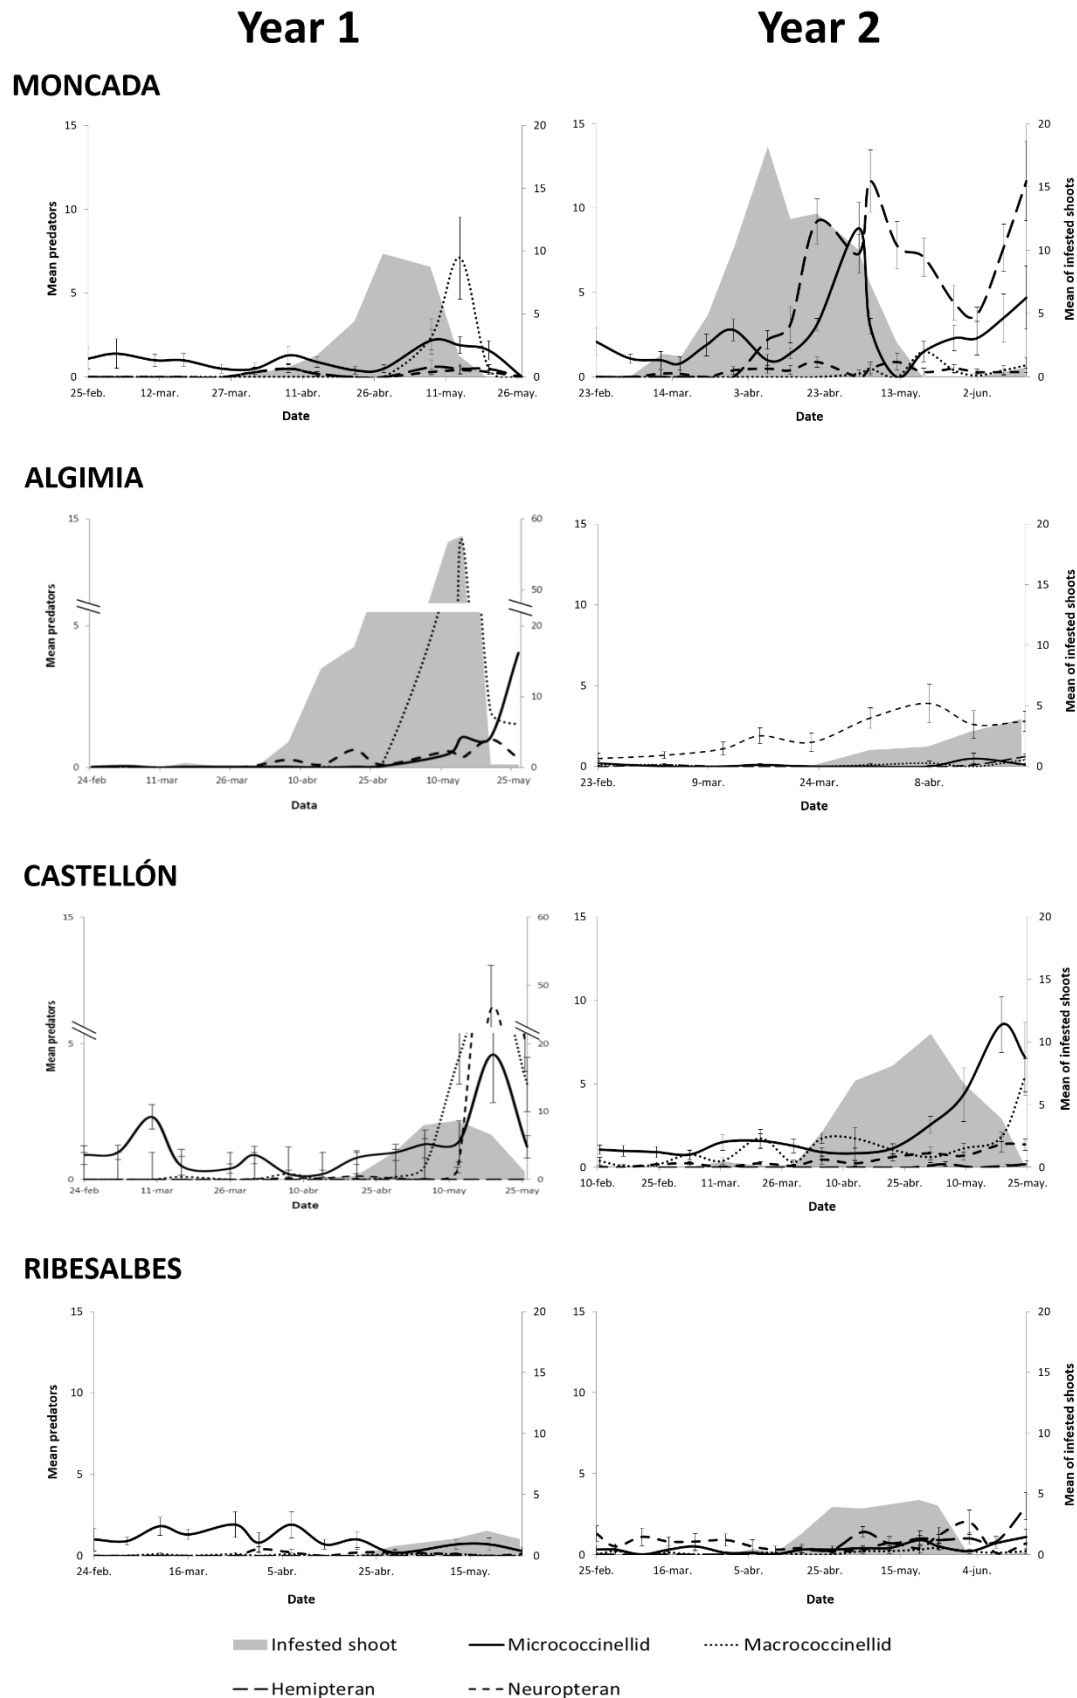 Year 1 Year 2
MONCADA
15 20 15 20
15 15
10 10
10 10
5 5
5 5
0 0 0 0
25-feb. 12-mar. 27-mar. 11-abr. 26-abr. 11-may. 26-may. 23-feb. 14-mar. 3-abr. 23-abr. 13-may. 2-jun.
Mean predators Mean of infested shoots
Date Date
ALGIMIA
15 60 15 20
50 15
10
10
5 20 5
10 5
0 0 0 0
24-feb 11-mar 26-mar 10-abr 25-abr 10-may 25-may 23-feb. 9-mar. 24-mar. 8-abr.
Mean predators Mean of infested shoots
Data Date
CASTELLÓN
15 60 15 20
50 15
10
10
5 20 5
10 5
0 0 0 0
24-feb 11-mar 26-mar 10-abr 25-abr 10-may 25-may 10-feb. 25-feb. 11-mar. 26-mar. 10-abr. 25-abr. 10-may. 25-may.
Mean predators Mean of infested shoots
Date Date
RIBESALBES
15 20 15 20
15 15
10 10
10 10
5 5
5 5
0 0 0 0
24-feb. 16-mar. 5-abr. 25-abr. 15-may. 25-feb. 16-mar. 5-abr. 25-abr. 15-may. 4-jun.
Mean predators Mean of infested shoots
Date Date
Infested shoot Micrococcinellid Macrococcinellid
Hemipteran Neuropteran